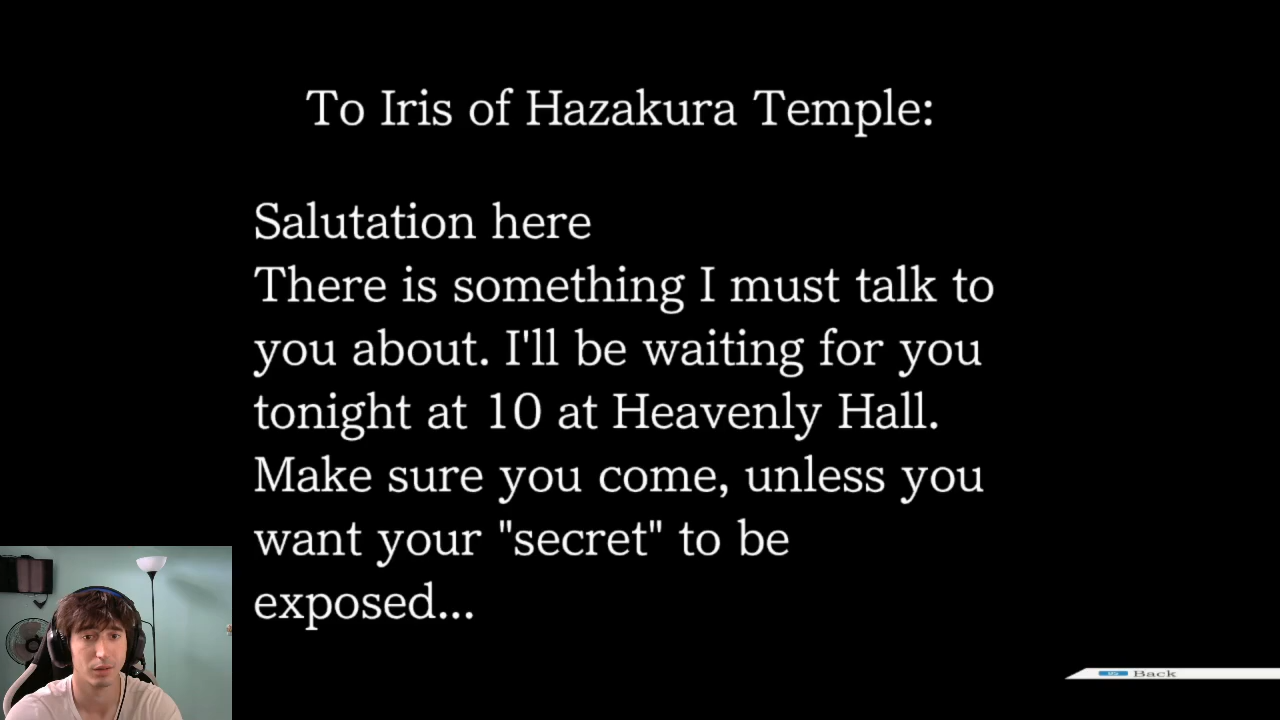 To Iris of Hazakura Temple:
Salutation here
There is something I must talk to
you about. I'll be waiting for you
tonight at 10 at Heavenly Hall.
Make sure you come, unless you
want your "secret" to be
exposed...
Back